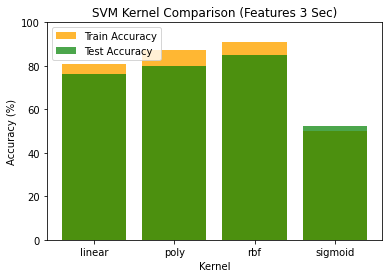 SVM Kernel Comparison (Features 3 Sec)
Train Accuracy
Test Accuracy
Accuracy (%)
100
80
60
40
20
0
linear poly rbf sigmoid
Kernel